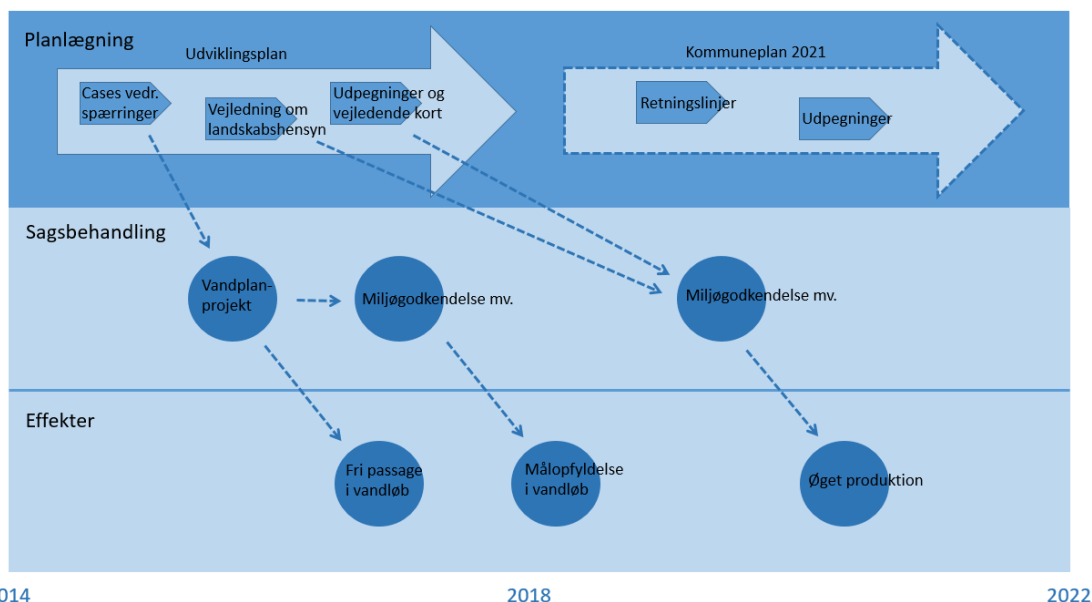 Planlægning
Udviklingsplan
Kommuneplan 2021
Cases vedr.
spærringer
Vejledning om
landskabshensyn
Udpegninger og
vejledende kort
Retningslinjer
Udpegninger
Sagsbehandling
Vandplan-
projekt
Miljøgodkendelse mv.
Miljøgodkendelse mv.
Effekter
Fri passage
i vandløb
Målopfyldelse
i vandløb
Øget produktion
014
2018
2022